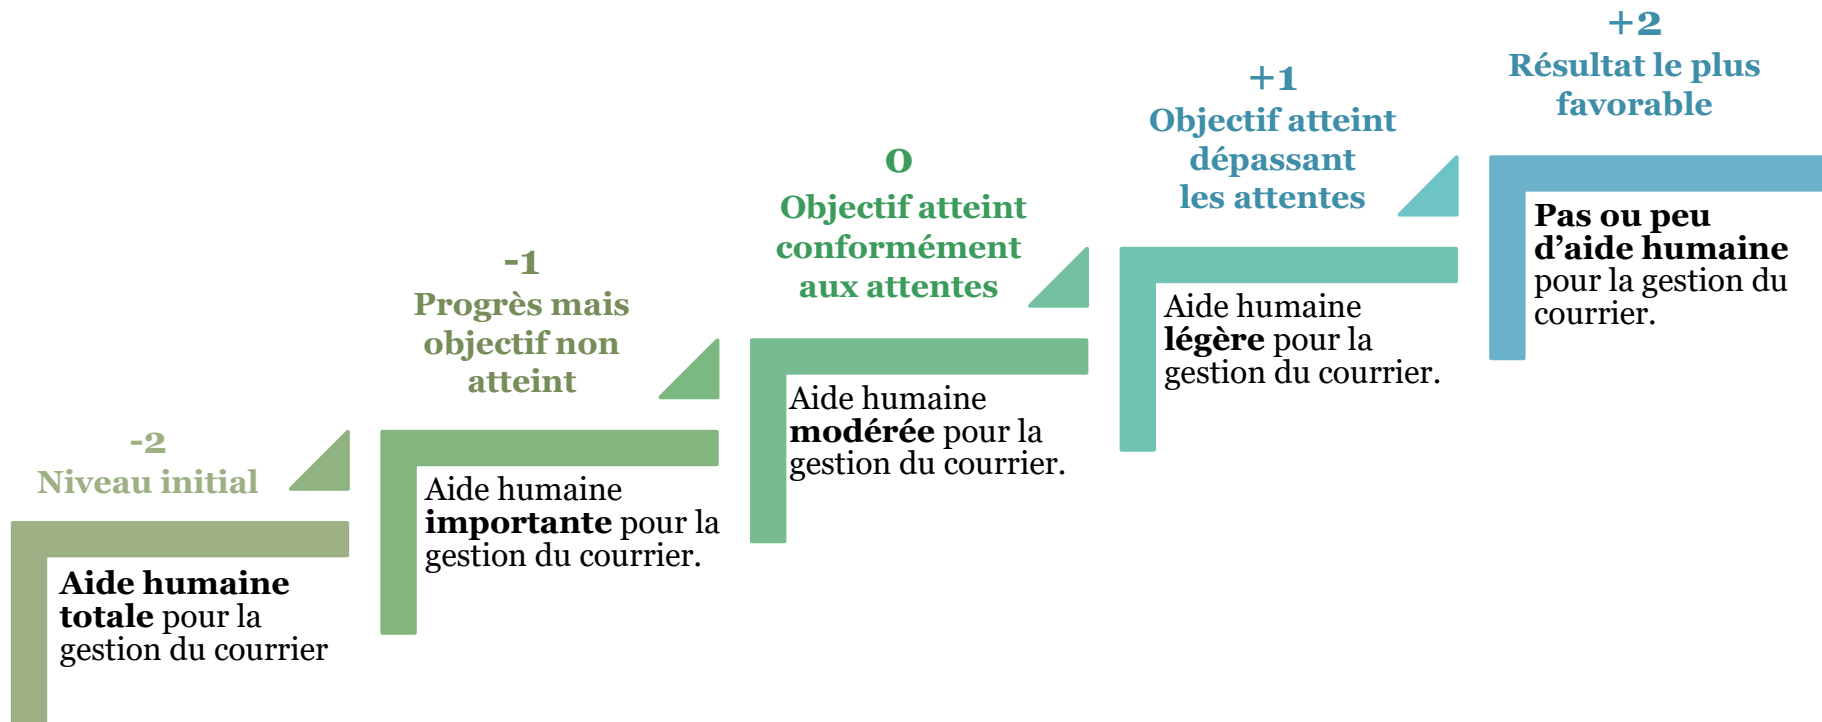 -2
Niveau initial
Aide humaine
totale pour la
gestion du courrier
-1
Progrès mais
objectif non
atteint
Aide humaine
importante pour la
gestion du courrier.
0
Objectif atteint
conformément
aux attentes
Aide humaine
modérée pour la
gestion du courrier.
+1
Objectif atteint
dépassant
les attentes
Aide humaine
légère pour la
gestion du courrier.
+2
Résultat le plus
favorable
Pas ou peu
d’aide humaine
pour la gestion du
courrier.